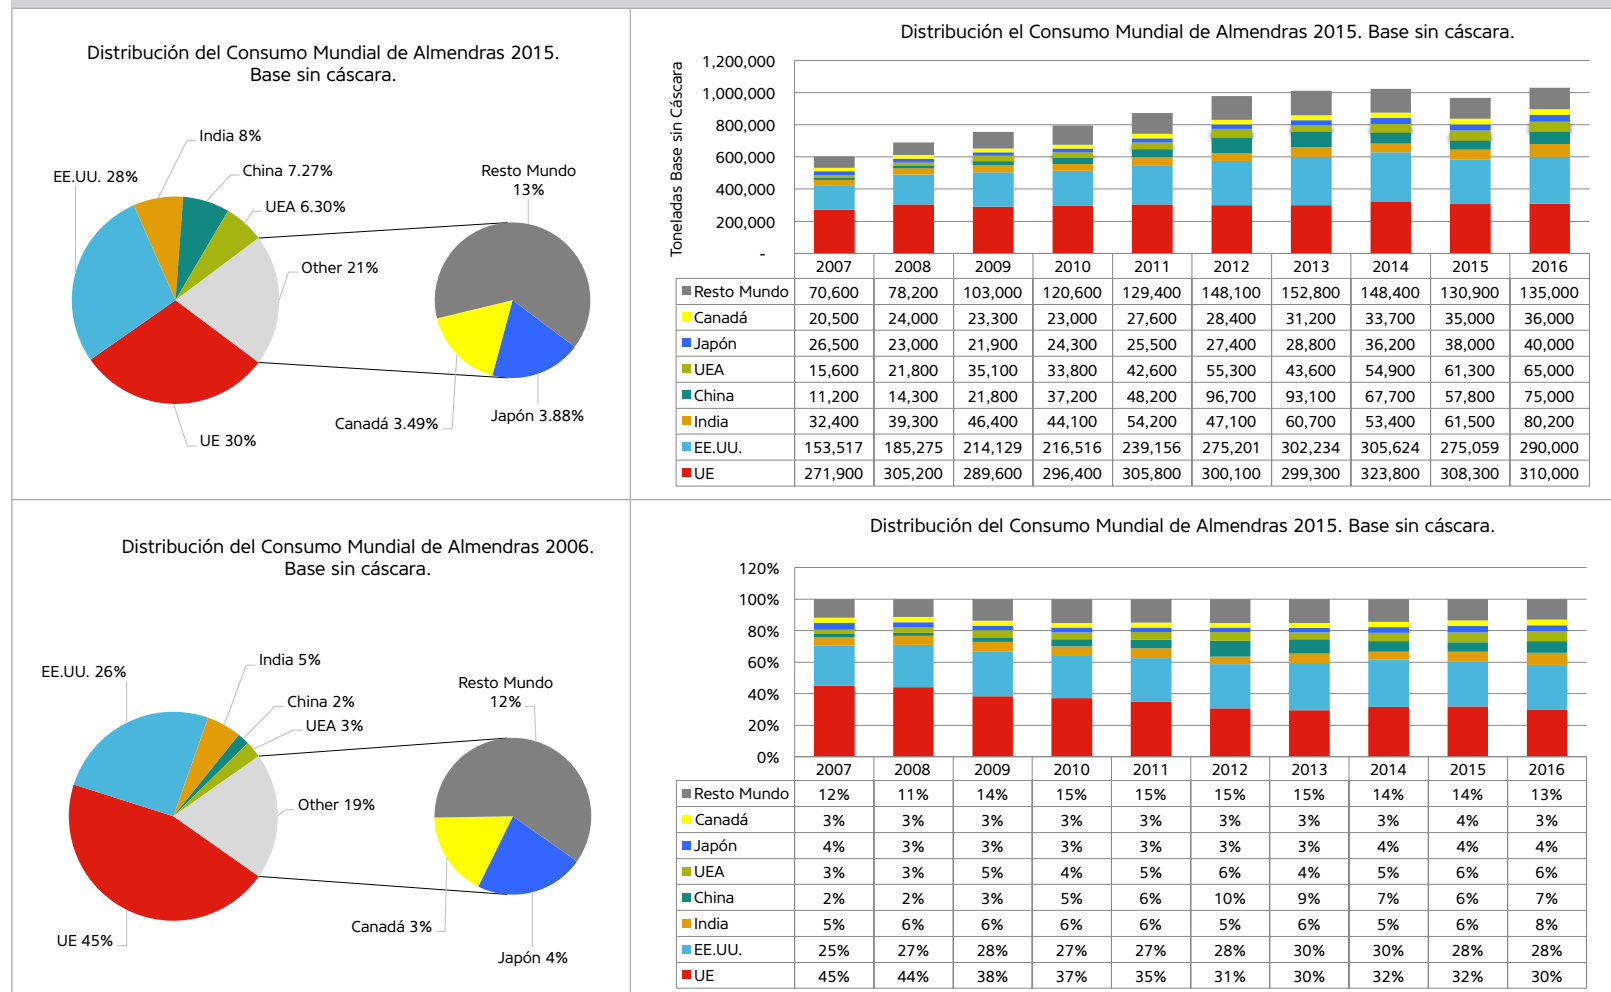 Distribución del Consumo Mundial de Almendras 2015.
Base sin cáscara.
India 8%
China 7.27%
EE.UU. 28%
UEA 6.30%
Other 21%
UE 30%
Resto Mundo
13%
Canadá 3.49%
Japón 3.88%
Distribución el Consumo Mundial de Almendras 2015. Base sin cáscara.
Toneladas Base sin Cáscara
1,200,000
1,000,000
800,000
600,000
400,000
200,000
-
2007 2008 2009 2010 2011 2012 2013 2014 2015 2016
Resto Mundo 70,600 78,200 103,000 120,600 129,400 148,100 152,800 148,400 130,900 135,000
Canadá 20,500 24,000 23,300 23,000 27,600 28,400 31,200 33,700 35,000 36,000
Japón 26,500 23,000 21,900 24,300 25,500 27,400 28,800 36,200 38,000 40,000
UEA 15,600 21,800 35,100 33,800 42,600 55,300 43,600 54,900 61,300 65,000
China 11,200 14,300 21,800 37,200 48,200 96,700 93,100 67,700 57,800 75,000
India 32,400 39,300 46,400 44,100 54,200 47,100 60,700 53,400 61,500 80,200
EE.UU. 153,517 185,275 214,129 216,516 239,156 275,201 302,234 305,624 275,059 290,000
UE 271,900 305,200 289,600 296,400 305,800 300,100 299,300 323,800 308,300 310,000
Distribución del Consumo Mundial de Almendras 2006.
Base sin cáscara.
India 5%
EE.UU. 26%
China 2%
UEA 3%
Other 19%
UE 45%
Resto Mundo
12%
Canadá 3%
Japón 4%
Distribución del Consumo Mundial de Almendras 2015. Base sin cáscara.
120%
100%
80%
60%
40%
20%
0%
2007 2008 2009 2010 2011 2012 2013 2014 2015 2016
Resto Mundo 12% 11% 14% 15% 15% 15% 15% 14% 14% 13%
Canadá 3% 3% 3% 3% 3% 3% 3% 3% 4% 3%
Japón 4% 3% 3% 3% 3% 3% 3% 4% 4% 4%
UEA 3% 3% 5% 4% 5% 6% 4% 5% 6% 6%
China 2% 2% 3% 5% 6% 10% 9% 7% 6% 7%
India 5% 6% 6% 6% 6% 5% 6% 5% 6% 8%
EE.UU. 25% 27% 28% 27% 27% 28% 30% 30% 28% 28%
UE 45% 44% 38% 37% 35% 31% 30% 32% 32% 30%